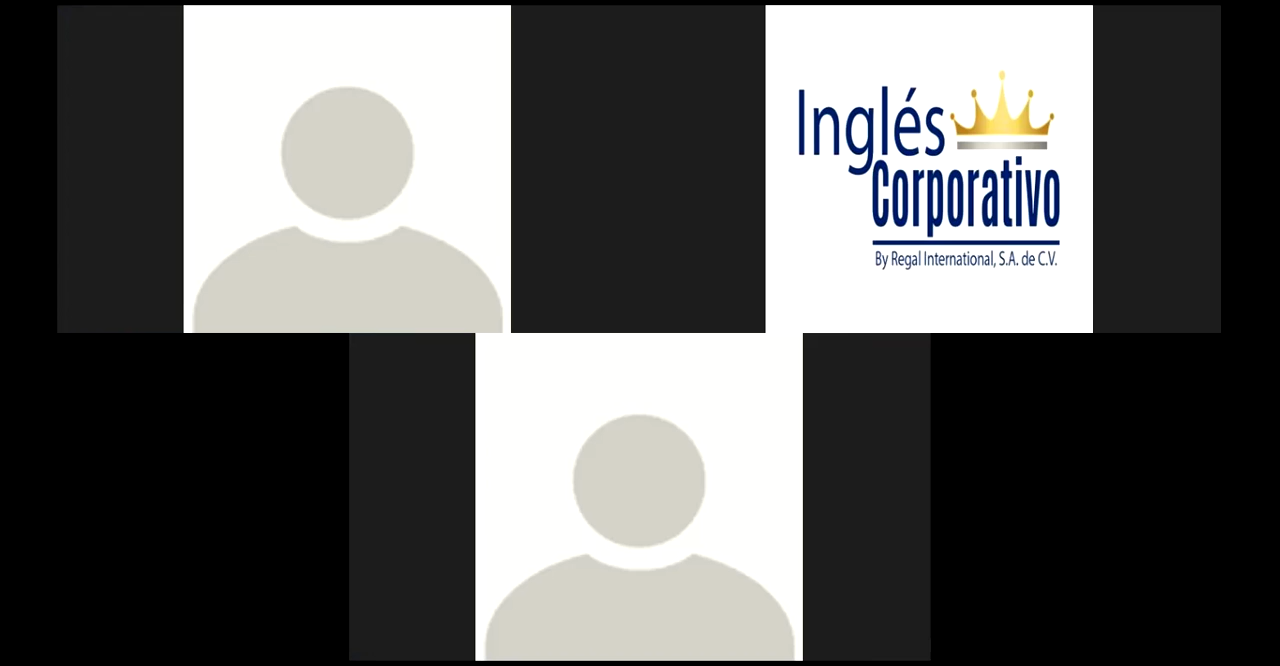 Inglés
Corporativo
By Regal International, S.A. de C.V.